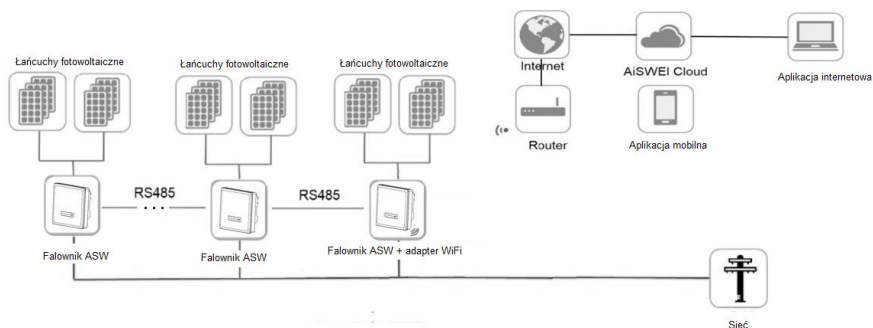 Łańcuchy fotowoltaiczne
Łańcuchy fotowoltaiczne
Łańcuchy fotowoltaiczne
Internet
AiSWEI Cloud
Aplikacja internetowa
Router
Aplikacja mobilna
RS485
RS485
Falownik ASW
Falownik ASW
Falownik ASW + adapter WiFi
Sieć